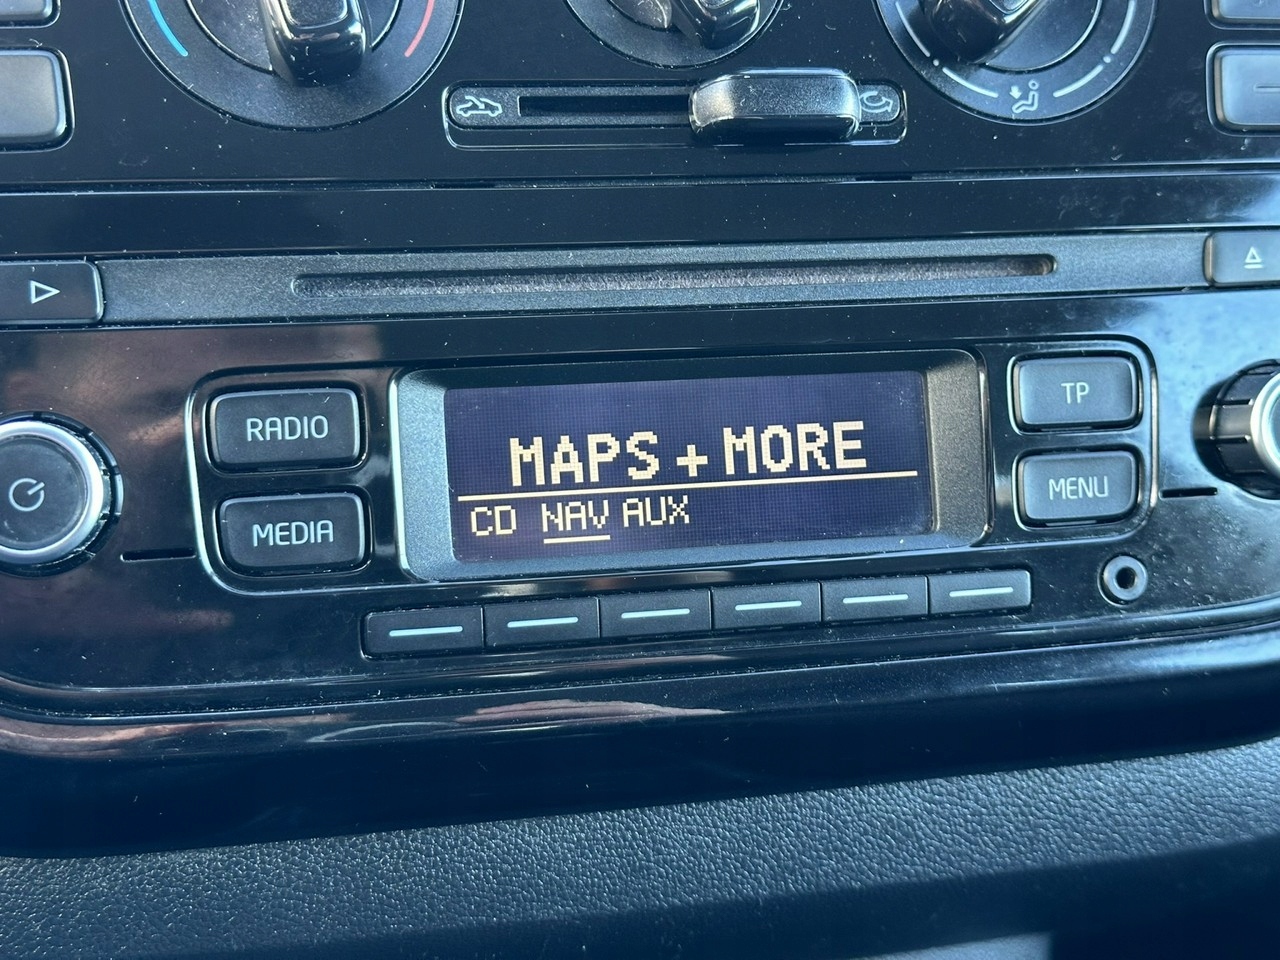 MAPS + MORE
RADIO
TP
CD NAV AUX
MEDIA
MENU